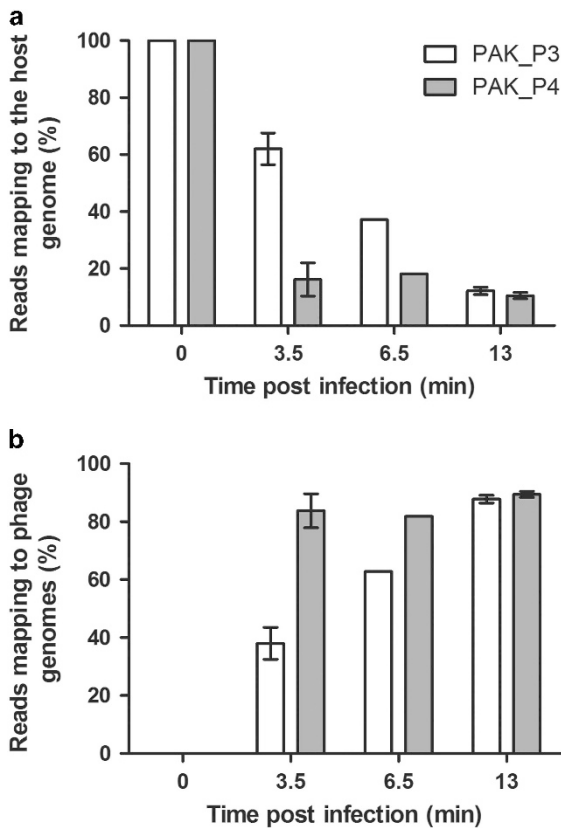 a
Reads mapping to the host
genome (%)
100
80
60
40
20
0
PAK_P3
PAK_P4
0 3.5 6.5 13
Time post infection (min)
b
Reads mapping to phage
genomes (%)
100
80
60
40
20
0
0 3.5 6.5 13
Time post infection (min)